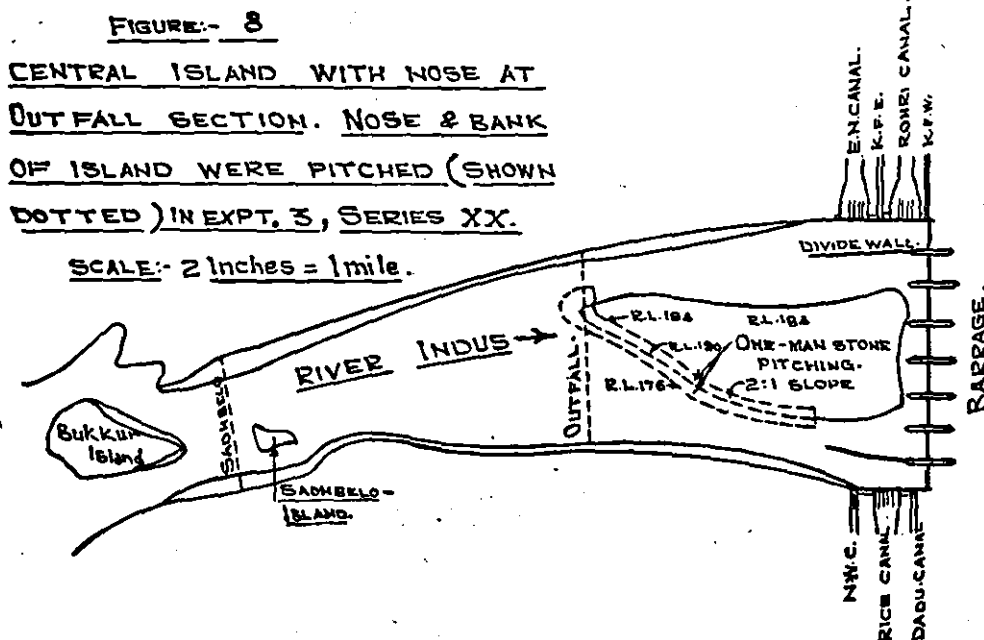 FIGURE:- 8
CENTRAL ISLAND WITH NOSE AT
OUTFALL SECTION. NOSE & BANK
OF ISLAND WERE PITCHED (SHOWN
DOTTED) IN EXPT. 3, SERIES XX.
SCALE:- 2 Inches = 1 mile.
E.N.CANAL.
K.F.E.
ROHRI CANAL.
K.F.W.
DIVIDE WALL.
BARRAGE.
RIVER INDUS
OUTFALL.
R.L.184
R.L.184
R.L.180
R.L.176
ONE-MAN STONE
PITCHING.
2:1 SLOPE
SADHBELO
Bukkur
Island
SADHBELO-
ISLAND.
N.W.C.
RICE CANAL
DADU.CANAL